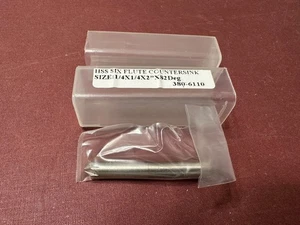 HSS SIX FLUTE COUNTERSINK
SIZE:1/4X1/4X2"X82Deg
380-6110